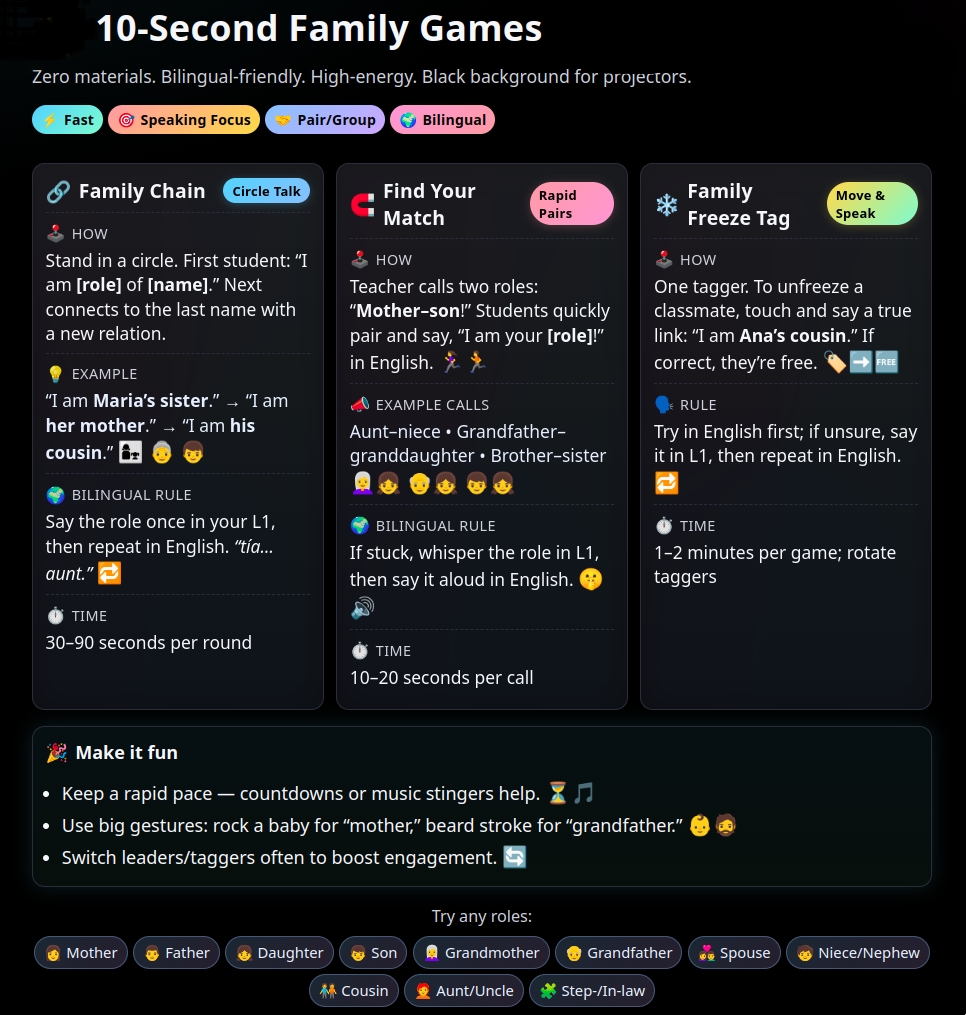 10-Second Family Games
Zero materials. Bilingual-friendly. High-energy. Black background for projectors.
⚡ Fast
🎯 Speaking Focus
🤝 Pair/Group
🌍 Bilingual
🔗 Family Chain
Circle Talk
🕹️ HOW
Stand in a circle. First student: “I
am [role] of [name].” Next
connects to the last name with
a new relation.
💡 EXAMPLE
“I am Maria’s sister.” → “I am
her mother.” → “I am his
cousin.” 👩‍👧 👵 👦
🌍 BILINGUAL RULE
Say the role once in your L1,
then repeat in English. “tía…
aunt.” 🔁
⏱️ TIME
30–90 seconds per round
🧲 Find Your
Match
Rapid
Pairs
🕹️ HOW
Teacher calls two roles:
“Mother–son!” Students quickly
pair and say, “I am your [role]!”
in English. 🏃‍♀️🏃
📣 EXAMPLE CALLS
Aunt–niece • Grandfather–
granddaughter • Brother–sister
👩‍🦳👧 👴👧 👦👧
🌍 BILINGUAL RULE
If stuck, whisper the role in L1,
then say it aloud in English. 🤫
🔊
⏱️ TIME
10–20 seconds per call
❄️ Family
Freeze Tag
Move &
Speak
🕹️ HOW
One tagger. To unfreeze a
classmate, touch and say a true
link: “I am Ana’s cousin.” If
correct, they’re free. 🏷️➡️🆓
🗣️ RULE
Try in English first; if unsure, say
it in L1, then repeat in English.
🔁
⏱️ TIME
1–2 minutes per game; rotate
taggers
🎉 Make it fun
• Keep a rapid pace — countdowns or music stingers help. ⏳🎵
• Use big gestures: rock a baby for “mother,” beard stroke for “grandfather.” 👶🧔
• Switch leaders/taggers often to boost engagement. 🔄
Try any roles:
👩 Mother
👨 Father
👧 Daughter
👦 Son
👩‍🦳 Grandmother
👴 Grandfather
💑 Spouse
🧒 Niece/Nephew
🧑‍🤝‍🧑 Cousin
🧑‍🦰 Aunt/Uncle
🧩 Step-/In-law